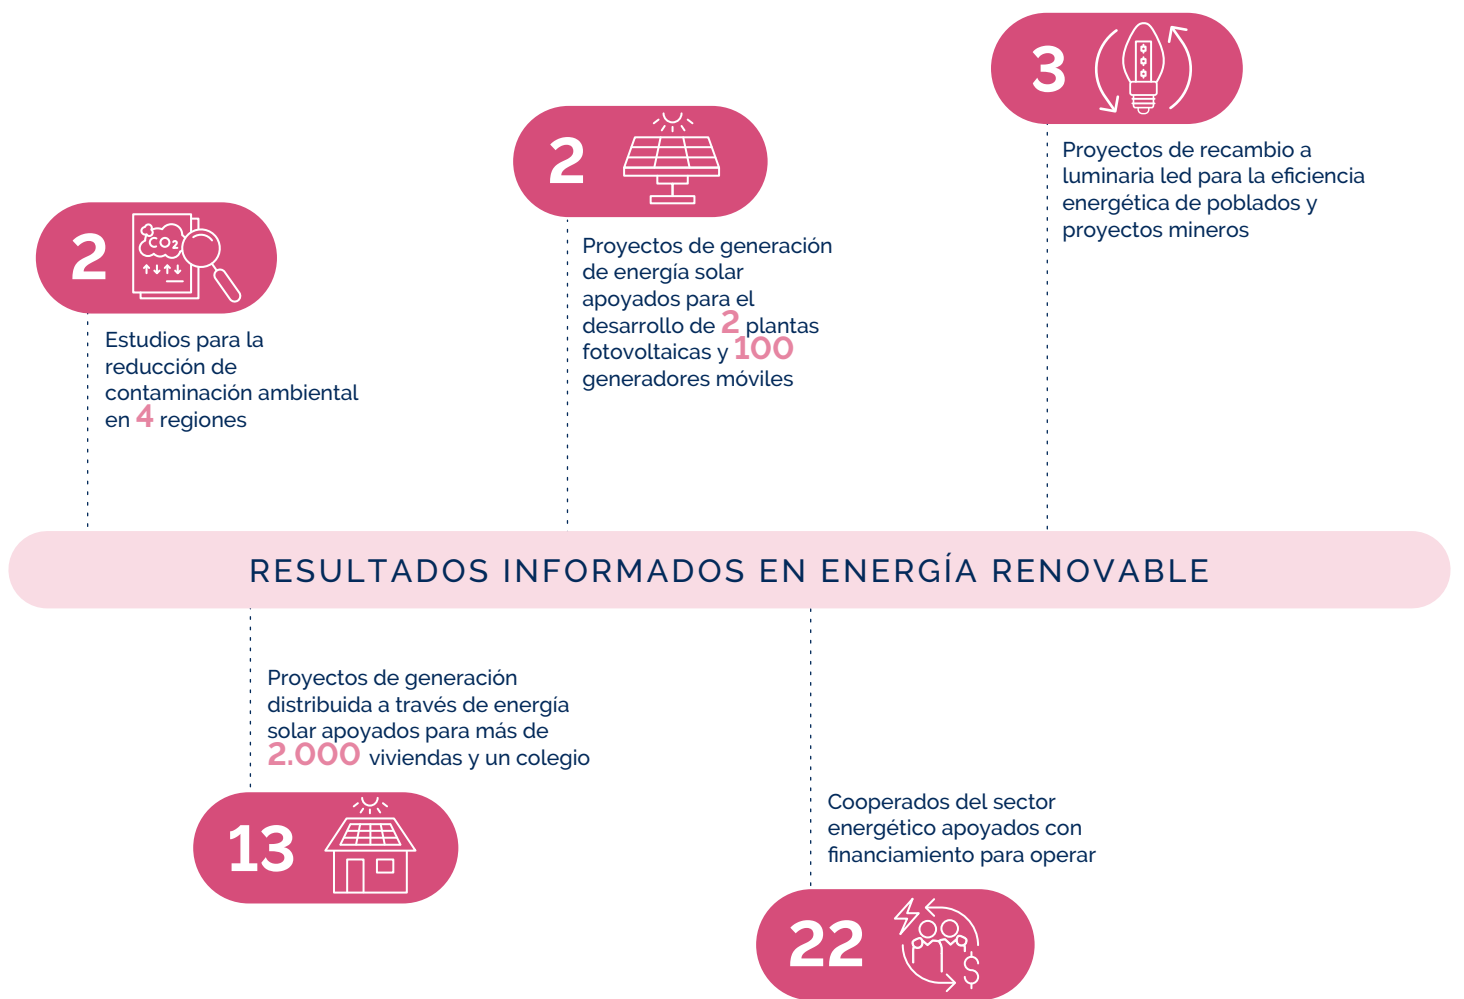 3
Proyectos de recambio a
luminaria led para la eficiencia
energética de poblados y
proyectos mineros
2
Proyectos de generación
de energía solar
apoyados para el
desarrollo de 2 plantas
fotovoltaicas y 100
generadores móviles
2
CO2
Estudios para la
reducción de
contaminación ambiental
en 4 regiones
RESULTADOS INFORMADOS EN ENERGÍA RENOVABLE
Proyectos de generación
distribuida a través de energía
solar apoyados para más de
2.000 viviendas y un colegio
13
Cooperados del sector
energético apoyados con
financiamiento para operar
22
$